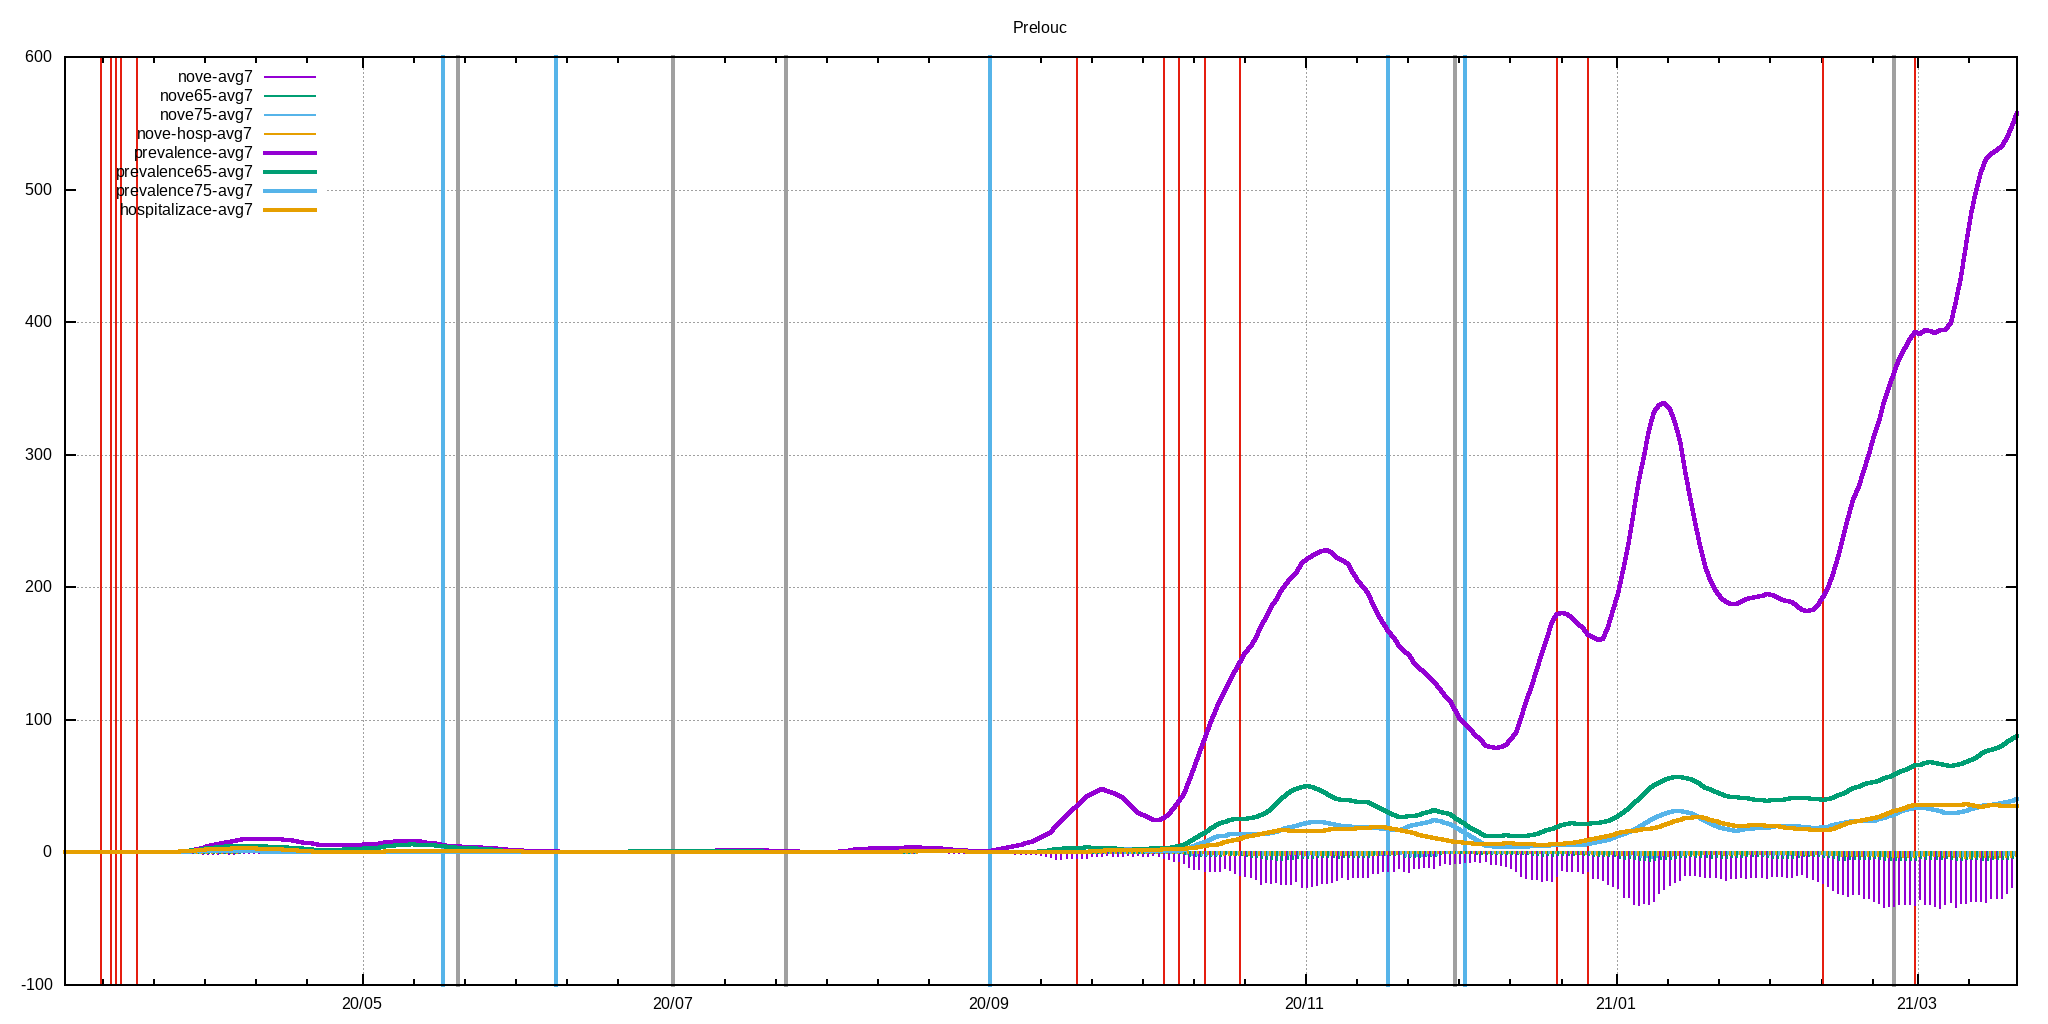 Prelouc
600
500
400
300
200
100
0
-100
nove-avg7
nove65-avg7
nove75-avg7
nove-hosp-avg7
prevalence-avg7
prevalence65-avg7
prevalence75-avg7
hospitalizace-avg7
20/05 20/07 20/09 20/11 21/01 21/03